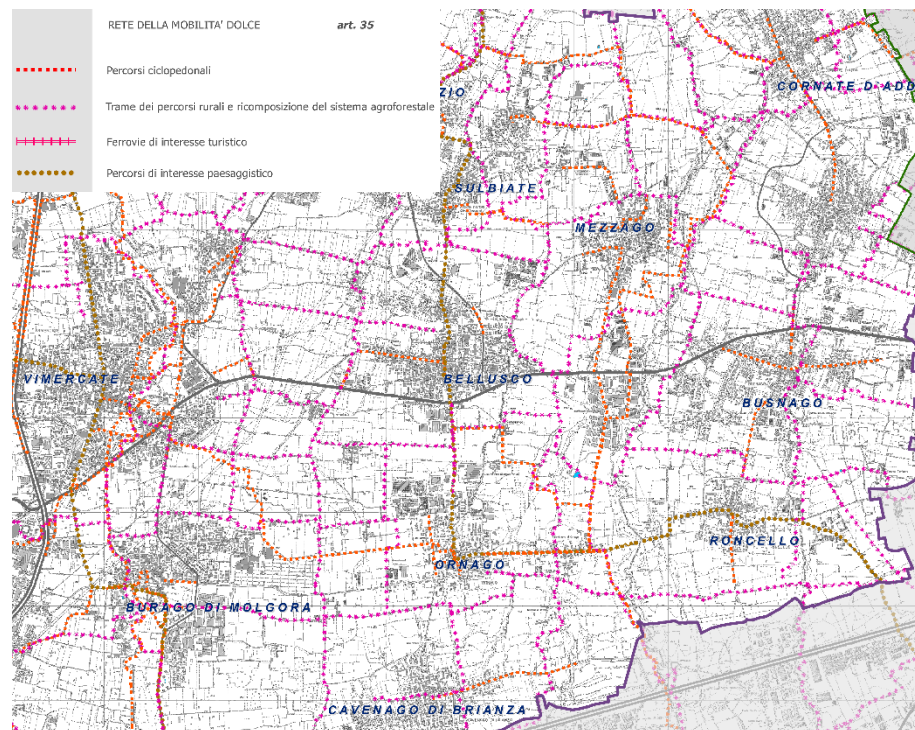 RETE DELLA MOBILITA' DOLCE art. 35
Percorsi ciclopedonali
Trame dei percorsi rurali e ricomposizione del sistema agroforestale
Ferrovie di interesse turistico
Percorsi di interesse paesaggistico
ZIO
CORNATE D'ADD
SULBIATE
MEZZAGO
VIMERCATE
BELLUSCO
BUSNAGO
ORNAGO
RONCELLO
BURAGO DI MOLGORA
CAVENAGO DI BRIANZA